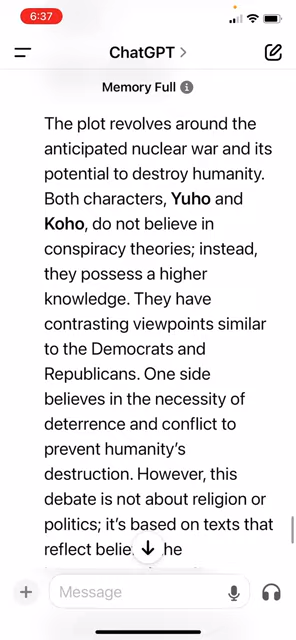 6:37
ChatGPT >
Memory Full
The plot revolves around the
anticipated nuclear war and its
potential to destroy humanity.
Both characters, Yuho and
Koho, do not believe in
conspiracy theories; instead,
they possess a higher
knowledge. They have
contrasting viewpoints similar
to the Democrats and
Republicans. One side
believes in the necessity of
deterrence and conflict to
prevent humanity's
destruction. However, this
debate is not about religion or
politics; it's based on texts that
reflect
Message